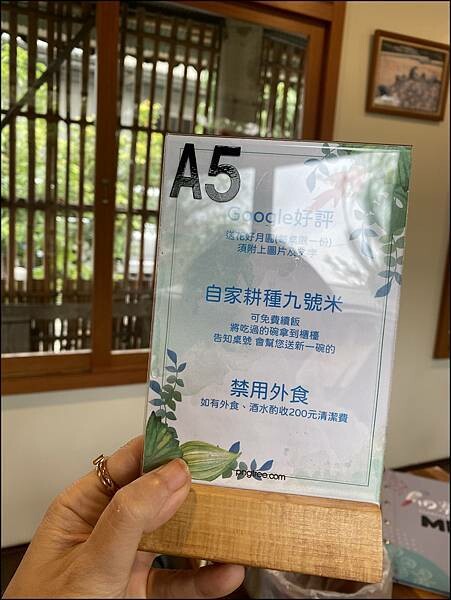 A5
Google好評
送花好月圓(每桌限一份)
須附上圖片及文字
自家耕種九號米
可免費續飯
將吃過的碗拿到櫃檯
告知桌號 會幫您送新一碗的
禁用外食
如有外食、酒水酌收200元清潔費
pngtree.com